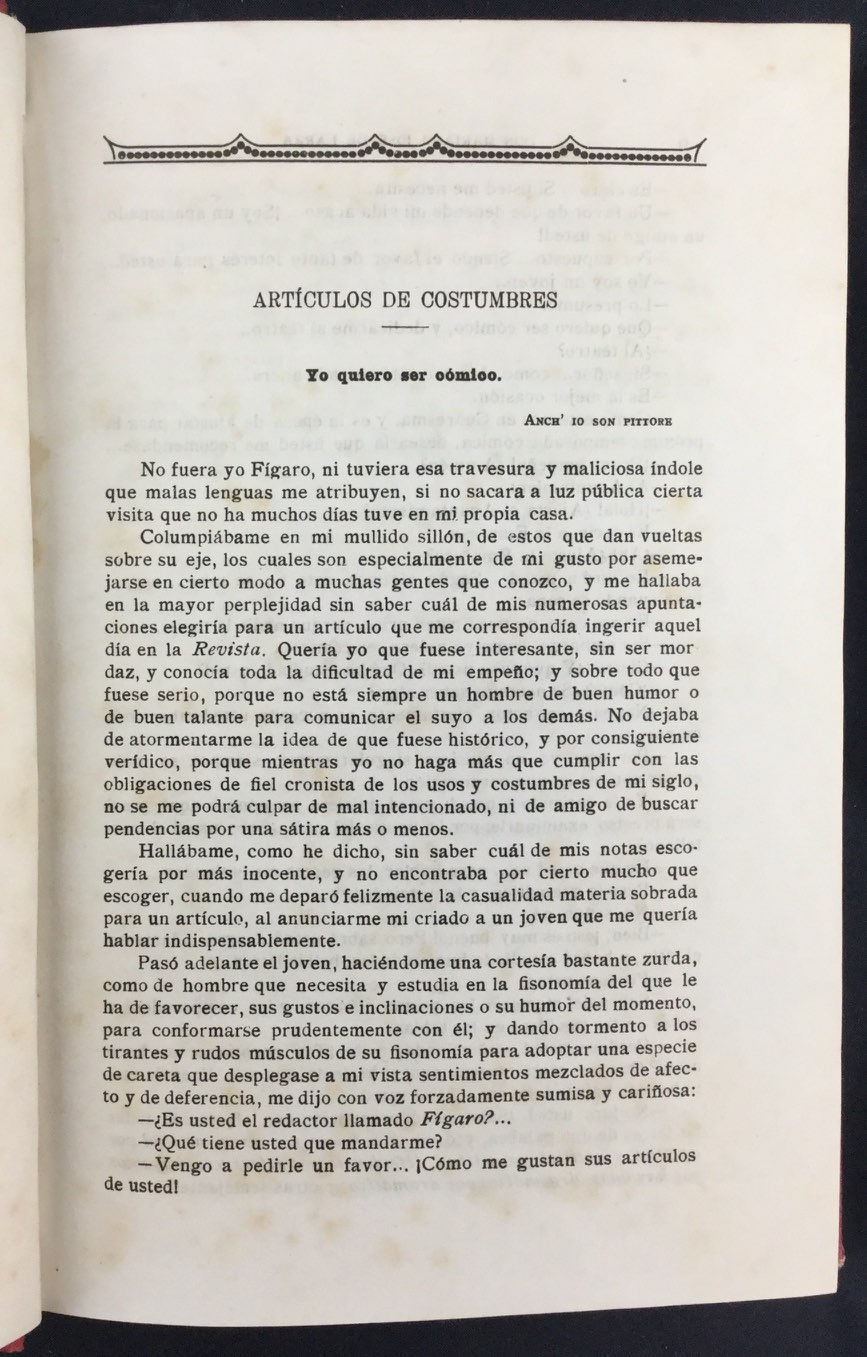 ARTÍCULOS DE COSTUMBRES
Yo quiero ser cómico.
ANCH' IO SON PITTORE
No fuera yo Fígaro, ni tuviera esa travesura y maliciosa índole
que malas lenguas me atribuyen, si no sacara a luz pública cierta
visita que no ha muchos días tuve en mi propia casa.
Columpiábame en mi mullido sillón, de estos que dan vueltas
sobre su eje, los cuales son especialmente de mi gusto por aseme-
jarse en cierto modo a muchas gentes que conozco, y me hallaba
en la mayor perplejidad sin saber cuál de mis numerosas apunta-
ciones elegiría para un artículo que me correspondía ingerir aquel
día en la Revista. Quería yo que fuese interesante, sin ser mor
daz, y conocía toda la dificultad de mi empeño; y sobre todo que
fuese serio, porque no está siempre un hombre de buen humor o
de buen talante para comunicar el suyo a los demás. No dejaba
de atormentarme la idea de que fuese histórico, y por consiguiente
verídico, porque mientras yo no haga más que cumplir con las
obligaciones de fiel cronista de los usos y costumbres de mi siglo,
no se me podrá culpar de mal intencionado, ni de amigo de buscar
pendencias por una sátira más o menos.
Hallábame, como he dicho, sin saber cuál de mis notas esco-
gería por más inocente, y no encontraba por cierto mucho que
escoger, cuando me deparó felizmente la casualidad materia sobrada
para un artículo, al anunciarme mi criado a un joven que me quería
hablar indispensablemente.
Pasó adelante el joven, haciéndome una cortesía bastante zurda,
como de hombre que necesita y estudia en la fisonomía del que le
ha de favorecer, sus gustos e inclinaciones o su humor del momento,
para conformarse prudentemente con él; y dando tormento a los
tirantes y rudos músculos de su fisonomía para adoptar una especie
de careta que desplegase a mi vista sentimientos mezclados de afec-
to y de deferencia, me dijo con voz forzadamente sumisa y cariñosa:
—¿Es usted el redactor llamado Fígaro?...
—¿Qué tiene usted que mandarme?
—Vengo a pedirle un favor... ¡Cómo me gustan sus artículos
de usted!